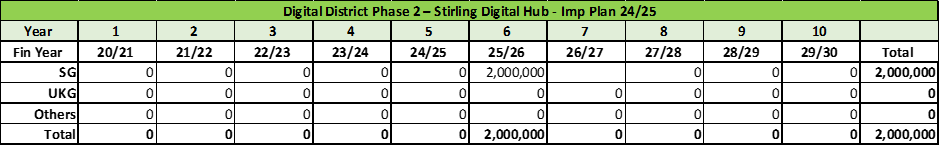 Digital District Phase 2 – Stirling Digital Hub - Imp Plan 24/25
Year 1 2 3 4 5 6 7 8 9 10
Fin Year 20/21 21/22 22/23 23/24 24/25 25/26 26/27 27/28 28/29 29/30 Total
SG 0 0 0 0 0 2,000,000 0 0 0 2,000,000
UKG 0 0 0 0 0 0 0 0 0 0 0
Others 0 0 0 0 0 0 0 0 0 0 0
Total 0 0 0 0 0 2,000,000 0 0 0 0 2,000,000